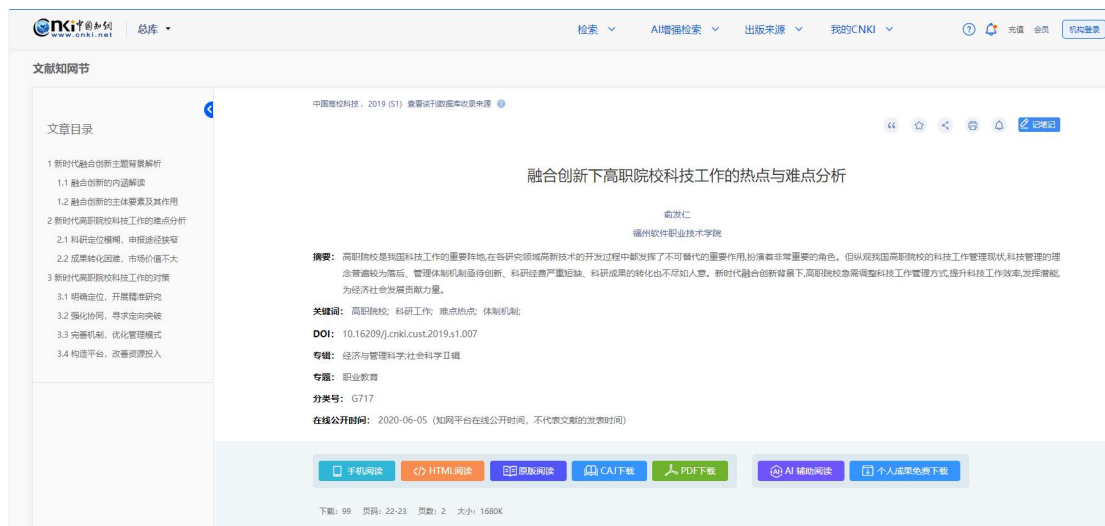 Cnki 中国知网
www.cnki.net
总库
检索
AI增强检索
出版来源
我的CNKI
充值 会员
机构登录
文献知网节
文章目录
1 新时代融合创新主题背景解析
1.1 融合创新的内涵解读
1.2 融合创新的主体要素及其作用
2 新时代高职院校科技工作的难点分析
2.1 科研定位模糊，申报途径狭窄
2.2 成果转化困难，市场价值不大
3 新时代高职院校科技工作的对策
3.1 明确定位，开展精准研究
3.2 强化协同，寻求定向突破
3.3 完善机制，优化管理模式
3.4 构造平台，改善资源投入
中国高校科技 . 2019 (S1) 查看该刊数据库收录来源
记笔记
融合创新下高职院校科技工作的热点与难点分析
俞发仁
福州软件职业技术学院
摘要： 高职院校是我国科技工作的重要阵地,在各研究领域高新技术的开发过程中都发挥了不可替代的重要作用,扮演着非常重要的角色。但纵观我国高职院校的科技工作管理现状,科技管理的理
念普遍较为落后、管理体制机制亟待创新、科研经费严重短缺、科研成果的转化也不尽如人意。新时代融合创新背景下,高职院校急需调整科技工作管理方式,提升科技工作效率,发挥潜能,
为经济社会发展贡献力量。
关键词： 高职院校; 科研工作; 难点热点; 体制机制;
DOI： 10.16209/j.cnki.cust.2019.s1.007
专辑： 经济与管理科学;社会科学Ⅱ辑
专题： 职业教育
分类号： G717
在线公开时间： 2020-06-05 (知网平台在线公开时间，不代表文献的发表时间)
手机阅读
HTML阅读
原版阅读
CAJ下载
PDF下载
AI 辅助阅读
个人成果免费下载
下载：99 页码：22-23 页数：2 大小：1680K